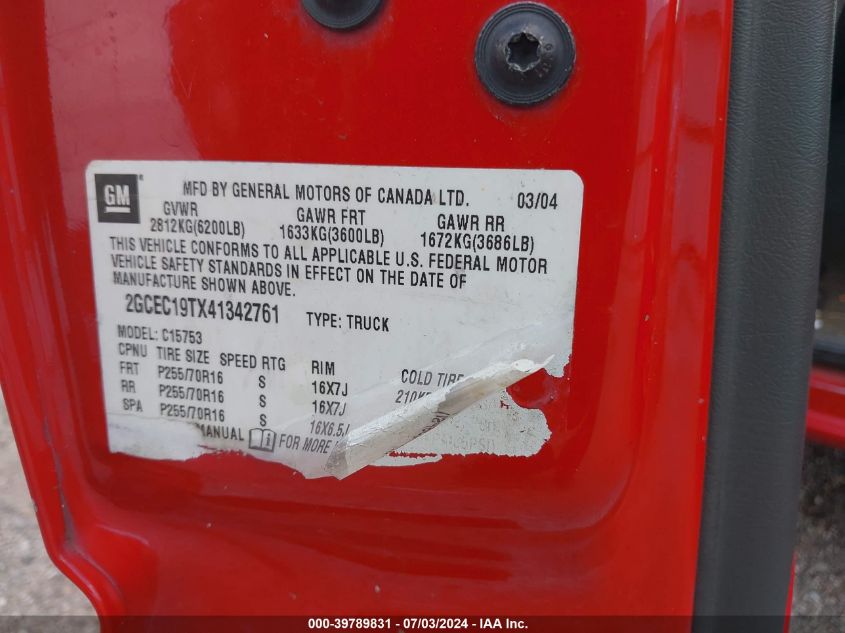 GM
MFD BY GENERAL MOTORS OF CANADA LTD. 03/04
GVWR GAWR FRT GAWR RR
2812KG(6200LB) 1633KG(3600LB) 1672KG(3686LB)
THIS VEHICLE CONFORMS TO ALL APPLICABLE U.S. FEDERAL MOTOR
VEHICLE SAFETY STANDARDS IN EFFECT ON THE DATE OF
MANUFACTURE SHOWN ABOVE.
2GCEC19TX41342761 TYPE: TRUCK
MODEL: C15753
CPNU TIRE SIZE SPEED RTG RIM COLD TIRE
FRT P255/70R16 S 16X7J 210KP
RR P255/70R16 S 16X7J
SPA P255/70R16 S 16X6.5J
MANUAL FOR MORE
000-39789831 - 07/03/2024 - IAA Inc.